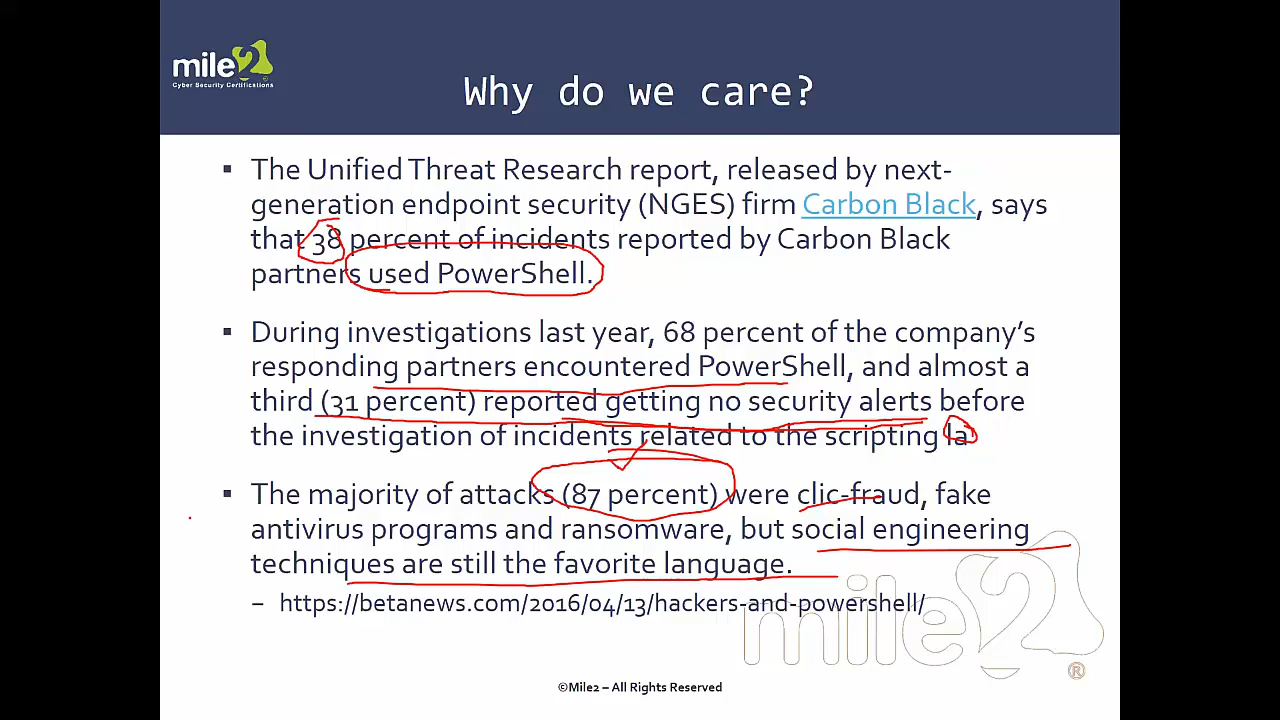 mile2
Cyber Security Certifications
Why do we care?
▪ The Unified Threat Research report, released by next-
generation endpoint security (NGES) firm Carbon Black, says
that 38 percent of incidents reported by Carbon Black
partners used PowerShell.
▪ During investigations last year, 68 percent of the company's
responding partners encountered PowerShell, and almost a
third (31 percent) reported getting no security alerts before
the investigation of incidents related to the scripting la
▪ The majority of attacks (87 percent) were clic-fraud, fake
antivirus programs and ransomware, but social engineering
techniques are still the favorite language.
– https://betanews.com/2016/04/13/hackers-and-powershell/
mile2®
©Mile2 – All Rights Reserved